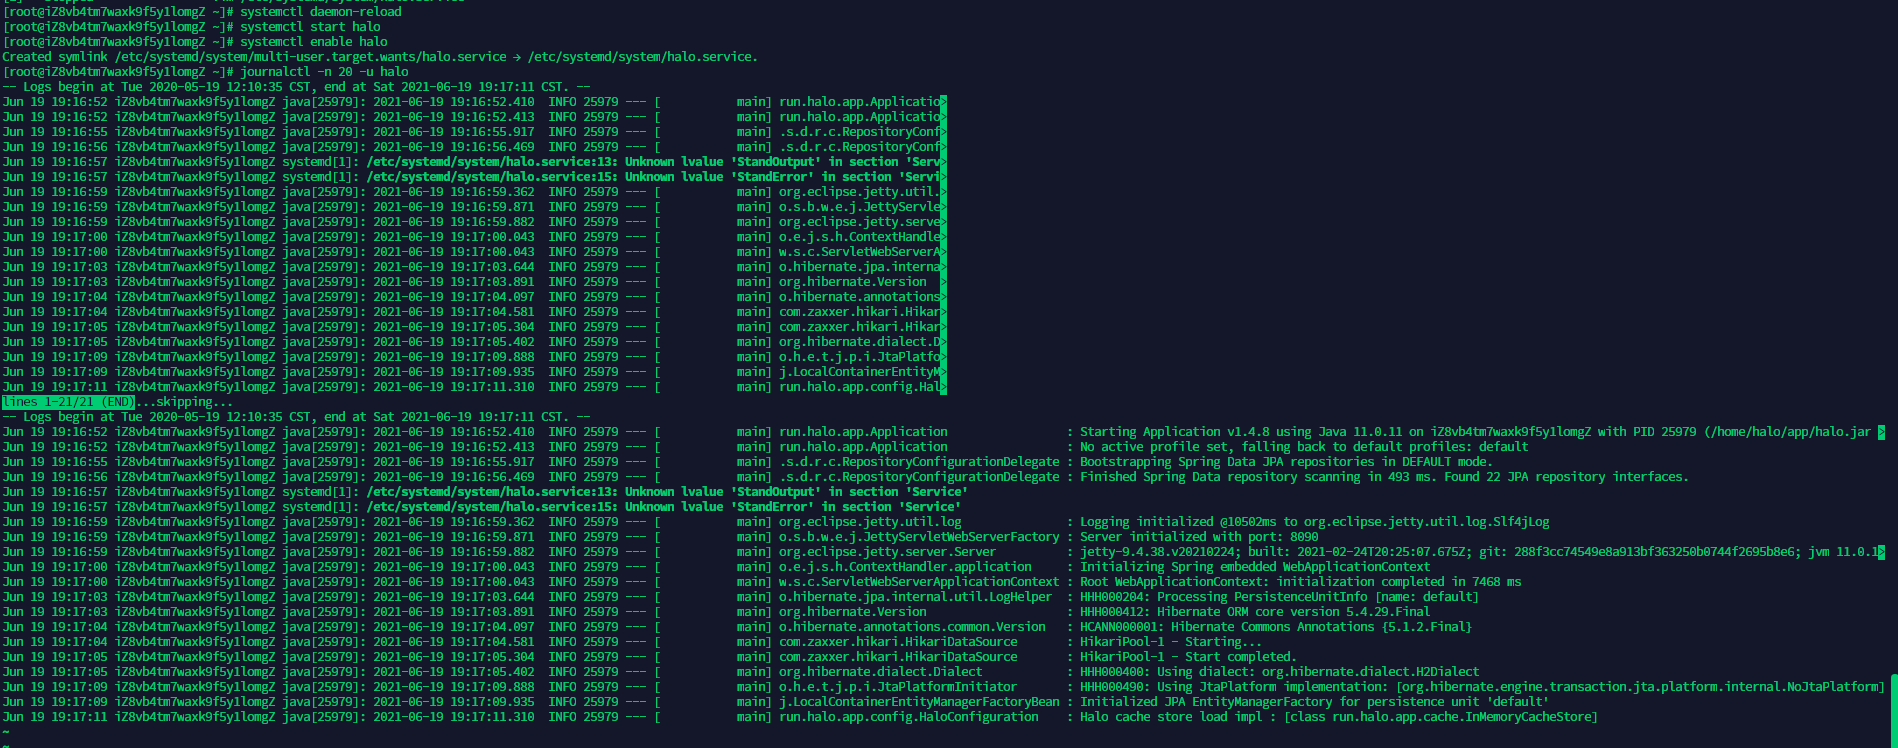 [root@iZ8vb4tm7waxk9f5y1lomgZ ~]# systemctl daemon-reload
[root@iZ8vb4tm7waxk9f5y1lomgZ ~]# systemctl start halo
[root@iZ8vb4tm7waxk9f5y1lomgZ ~]# systemctl enable halo
Created symlink /etc/systemd/system/multi-user.target.wants/halo.service → /etc/systemd/system/halo.service.
[root@iZ8vb4tm7waxk9f5y1lomgZ ~]# journalctl -n 20 -u halo
-- Logs begin at Tue 2020-05-19 12:10:35 CST, end at Sat 2021-06-19 19:17:11 CST. --
Jun 19 19:16:52 iZ8vb4tm7waxk9f5y1lomgZ java[25979]: 2021-06-19 19:16:52.410  INFO 25979 --- [           main] run.halo.app.Applicatio>
Jun 19 19:16:52 iZ8vb4tm7waxk9f5y1lomgZ java[25979]: 2021-06-19 19:16:52.413  INFO 25979 --- [           main] run.halo.app.Applicatio>
Jun 19 19:16:55 iZ8vb4tm7waxk9f5y1lomgZ java[25979]: 2021-06-19 19:16:55.917  INFO 25979 --- [           main] .s.d.r.c.RepositoryConf>
Jun 19 19:16:56 iZ8vb4tm7waxk9f5y1lomgZ java[25979]: 2021-06-19 19:16:56.469  INFO 25979 --- [           main] .s.d.r.c.RepositoryConf>
Jun 19 19:16:57 iZ8vb4tm7waxk9f5y1lomgZ systemd[1]: /etc/systemd/system/halo.service:13: Unknown lvalue 'StandOutput' in section 'Serv>
Jun 19 19:16:57 iZ8vb4tm7waxk9f5y1lomgZ systemd[1]: /etc/systemd/system/halo.service:15: Unknown lvalue 'StandError' in section 'Servi>
Jun 19 19:16:59 iZ8vb4tm7waxk9f5y1lomgZ java[25979]: 2021-06-19 19:16:59.362  INFO 25979 --- [           main] org.eclipse.jetty.util.>
Jun 19 19:16:59 iZ8vb4tm7waxk9f5y1lomgZ java[25979]: 2021-06-19 19:16:59.871  INFO 25979 --- [           main] o.s.b.w.e.j.JettyServle>
Jun 19 19:16:59 iZ8vb4tm7waxk9f5y1lomgZ java[25979]: 2021-06-19 19:16:59.882  INFO 25979 --- [           main] org.eclipse.jetty.serve>
Jun 19 19:17:00 iZ8vb4tm7waxk9f5y1lomgZ java[25979]: 2021-06-19 19:17:00.043  INFO 25979 --- [           main] o.e.j.s.h.ContextHandle>
Jun 19 19:17:00 iZ8vb4tm7waxk9f5y1lomgZ java[25979]: 2021-06-19 19:17:00.043  INFO 25979 --- [           main] w.s.c.ServletWebServerA>
Jun 19 19:17:03 iZ8vb4tm7waxk9f5y1lomgZ java[25979]: 2021-06-19 19:17:03.644  INFO 25979 --- [           main] o.hibernate.jpa.interna>
Jun 19 19:17:03 iZ8vb4tm7waxk9f5y1lomgZ java[25979]: 2021-06-19 19:17:03.891  INFO 25979 --- [           main] org.hibernate.Version  >
Jun 19 19:17:04 iZ8vb4tm7waxk9f5y1lomgZ java[25979]: 2021-06-19 19:17:04.097  INFO 25979 --- [           main] o.hibernate.annotations>
Jun 19 19:17:04 iZ8vb4tm7waxk9f5y1lomgZ java[25979]: 2021-06-19 19:17:04.581  INFO 25979 --- [           main] com.zaxxer.hikari.Hikar>
Jun 19 19:17:05 iZ8vb4tm7waxk9f5y1lomgZ java[25979]: 2021-06-19 19:17:05.304  INFO 25979 --- [           main] com.zaxxer.hikari.Hikar>
Jun 19 19:17:05 iZ8vb4tm7waxk9f5y1lomgZ java[25979]: 2021-06-19 19:17:05.402  INFO 25979 --- [           main] org.hibernate.dialect.D>
Jun 19 19:17:09 iZ8vb4tm7waxk9f5y1lomgZ java[25979]: 2021-06-19 19:17:09.888  INFO 25979 --- [           main] o.h.e.t.j.p.i.JtaPlatfo>
Jun 19 19:17:09 iZ8vb4tm7waxk9f5y1lomgZ java[25979]: 2021-06-19 19:17:09.935  INFO 25979 --- [           main] j.LocalContainerEntityM>
Jun 19 19:17:11 iZ8vb4tm7waxk9f5y1lomgZ java[25979]: 2021-06-19 19:17:11.310  INFO 25979 --- [           main] run.halo.app.config.Hal>
lines 1-21/21 (END)...skipping...
-- Logs begin at Tue 2020-05-19 12:10:35 CST, end at Sat 2021-06-19 19:17:11 CST. --
Jun 19 19:16:52 iZ8vb4tm7waxk9f5y1lomgZ java[25979]: 2021-06-19 19:16:52.410  INFO 25979 --- [           main] run.halo.app.Application                 : Starting Application v1.4.8 using Java 11.0.11 on iZ8vb4tm7waxk9f5y1lomgZ with PID 25979 (/home/halo/app/halo.jar >
Jun 19 19:16:52 iZ8vb4tm7waxk9f5y1lomgZ java[25979]: 2021-06-19 19:16:52.413  INFO 25979 --- [           main] run.halo.app.Application                 : No active profile set, falling back to default profiles: default
Jun 19 19:16:55 iZ8vb4tm7waxk9f5y1lomgZ java[25979]: 2021-06-19 19:16:55.917  INFO 25979 --- [           main] .s.d.r.c.RepositoryConfigurationDelegate : Bootstrapping Spring Data JPA repositories in DEFAULT mode.
Jun 19 19:16:56 iZ8vb4tm7waxk9f5y1lomgZ java[25979]: 2021-06-19 19:16:56.469  INFO 25979 --- [           main] .s.d.r.c.RepositoryConfigurationDelegate : Finished Spring Data repository scanning in 493 ms. Found 22 JPA repository interfaces.
Jun 19 19:16:57 iZ8vb4tm7waxk9f5y1lomgZ systemd[1]: /etc/systemd/system/halo.service:13: Unknown lvalue 'StandOutput' in section 'Service'
Jun 19 19:16:57 iZ8vb4tm7waxk9f5y1lomgZ systemd[1]: /etc/systemd/system/halo.service:15: Unknown lvalue 'StandError' in section 'Service'
Jun 19 19:16:59 iZ8vb4tm7waxk9f5y1lomgZ java[25979]: 2021-06-19 19:16:59.362  INFO 25979 --- [           main] org.eclipse.jetty.util.log               : Logging initialized @10502ms to org.eclipse.jetty.util.log.Slf4jLog
Jun 19 19:16:59 iZ8vb4tm7waxk9f5y1lomgZ java[25979]: 2021-06-19 19:16:59.871  INFO 25979 --- [           main] o.s.b.w.e.j.JettyServletWebServerFactory : Server initialized with port: 8090
Jun 19 19:16:59 iZ8vb4tm7waxk9f5y1lomgZ java[25979]: 2021-06-19 19:16:59.882  INFO 25979 --- [           main] org.eclipse.jetty.server.Server          : jetty-9.4.38.v20210224; built: 2021-02-24T20:25:07.675Z; git: 288f3cc74549e8a913bf363250b0744f2695b8e6; jvm 11.0.1>
Jun 19 19:17:00 iZ8vb4tm7waxk9f5y1lomgZ java[25979]: 2021-06-19 19:17:00.043  INFO 25979 --- [           main] o.e.j.s.h.ContextHandler.application     : Initializing Spring embedded WebApplicationContext
Jun 19 19:17:00 iZ8vb4tm7waxk9f5y1lomgZ java[25979]: 2021-06-19 19:17:00.043  INFO 25979 --- [           main] w.s.c.ServletWebServerApplicationContext : Root WebApplicationContext: initialization completed in 7468 ms
Jun 19 19:17:03 iZ8vb4tm7waxk9f5y1lomgZ java[25979]: 2021-06-19 19:17:03.644  INFO 25979 --- [           main] o.hibernate.jpa.internal.util.LogHelper  : HHH000204: Processing PersistenceUnitInfo [name: default]
Jun 19 19:17:03 iZ8vb4tm7waxk9f5y1lomgZ java[25979]: 2021-06-19 19:17:03.891  INFO 25979 --- [           main] org.hibernate.Version                    : HHH000412: Hibernate ORM core version 5.4.29.Final
Jun 19 19:17:04 iZ8vb4tm7waxk9f5y1lomgZ java[25979]: 2021-06-19 19:17:04.097  INFO 25979 --- [           main] o.hibernate.annotations.common.Version   : HCANN000001: Hibernate Commons Annotations {5.1.2.Final}
Jun 19 19:17:04 iZ8vb4tm7waxk9f5y1lomgZ java[25979]: 2021-06-19 19:17:04.581  INFO 25979 --- [           main] com.zaxxer.hikari.HikariDataSource       : HikariPool-1 - Starting...
Jun 19 19:17:05 iZ8vb4tm7waxk9f5y1lomgZ java[25979]: 2021-06-19 19:17:05.304  INFO 25979 --- [           main] com.zaxxer.hikari.HikariDataSource       : HikariPool-1 - Start completed.
Jun 19 19:17:05 iZ8vb4tm7waxk9f5y1lomgZ java[25979]: 2021-06-19 19:17:05.402  INFO 25979 --- [           main] org.hibernate.dialect.Dialect            : HHH000400: Using dialect: org.hibernate.dialect.H2Dialect
Jun 19 19:17:09 iZ8vb4tm7waxk9f5y1lomgZ java[25979]: 2021-06-19 19:17:09.888  INFO 25979 --- [           main] o.h.e.t.j.p.i.JtaPlatformInitiator       : HHH000490: Using JtaPlatform implementation: [org.hibernate.engine.transaction.jta.platform.internal.NoJtaPlatform]
Jun 19 19:17:09 iZ8vb4tm7waxk9f5y1lomgZ java[25979]: 2021-06-19 19:17:09.935  INFO 25979 --- [           main] j.LocalContainerEntityManagerFactoryBean : Initialized JPA EntityManagerFactory for persistence unit 'default'
Jun 19 19:17:11 iZ8vb4tm7waxk9f5y1lomgZ java[25979]: 2021-06-19 19:17:11.310  INFO 25979 --- [           main] run.halo.app.config.HaloConfiguration    : Halo cache store load impl : [class run.halo.app.cache.InMemoryCacheStore]
~
~